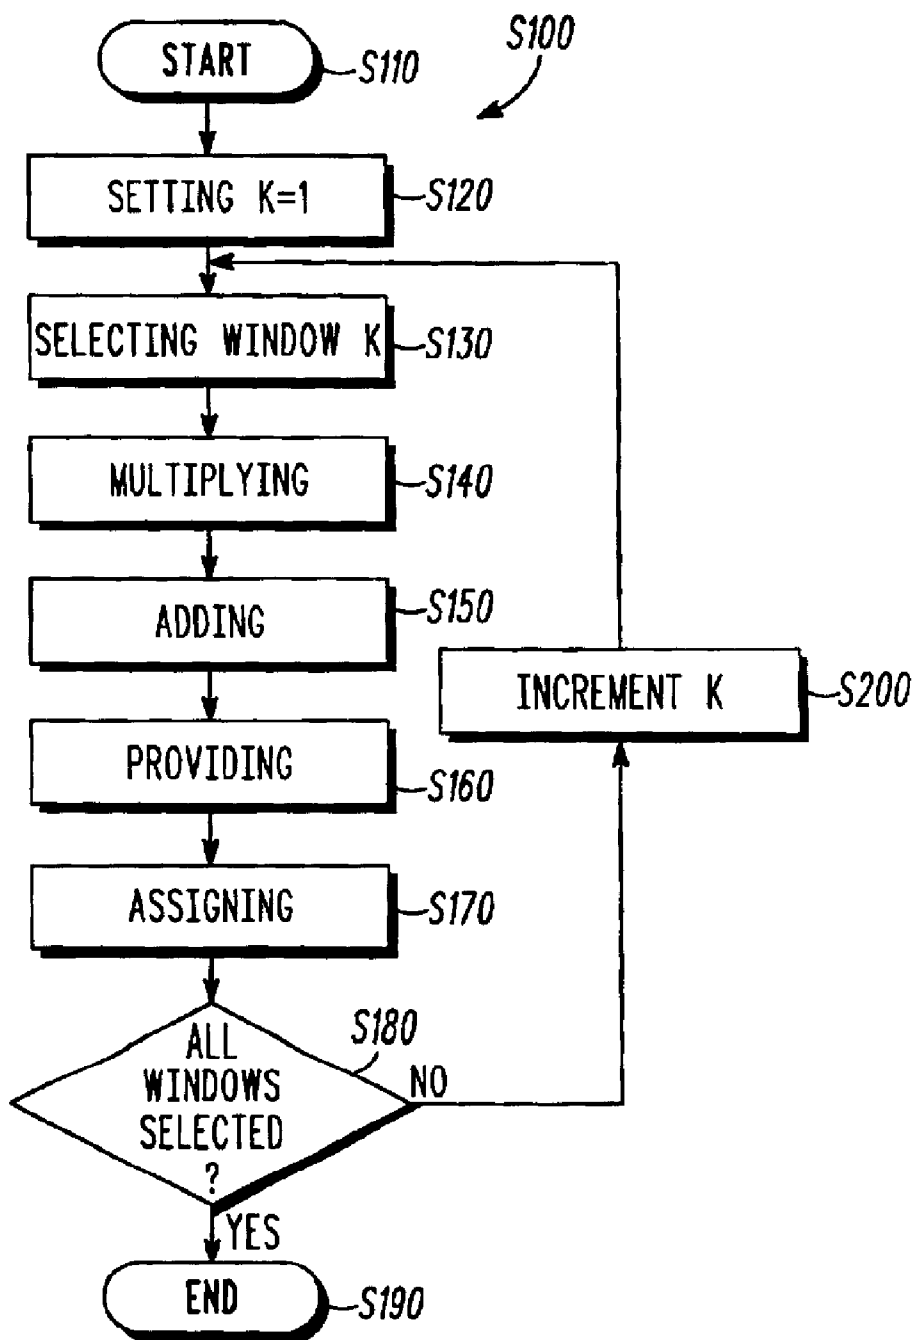 S100
START
S110
SETTING K=1
S120
SELECTING WINDOW K
S130
MULTIPLYING
S140
ADDING
S150
INCREMENT K
S200
PROVIDING
S160
ASSIGNING
S170
S180
ALL
WINDOWS
SELECTED
?
NO
YES
END
S190